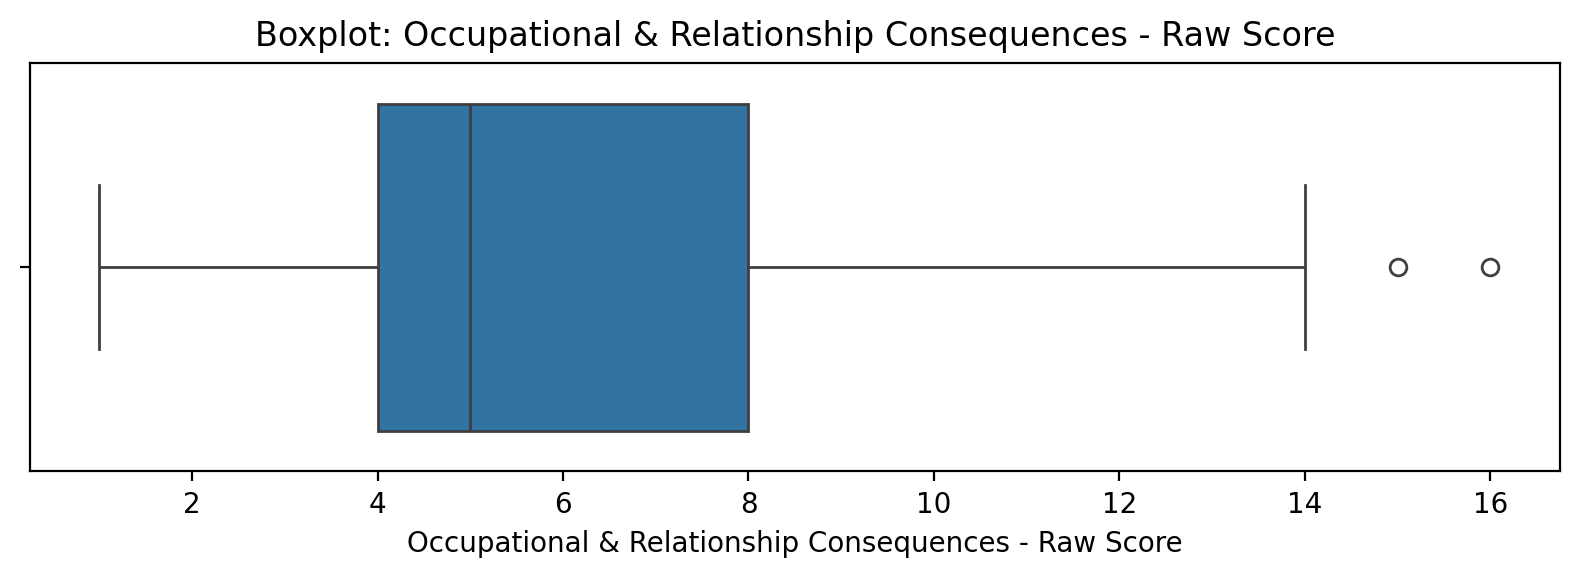 Boxplot: Occupational & Relationship Consequences - Raw Score
2 4 6 8 10 12 14 16
Occupational & Relationship Consequences - Raw Score